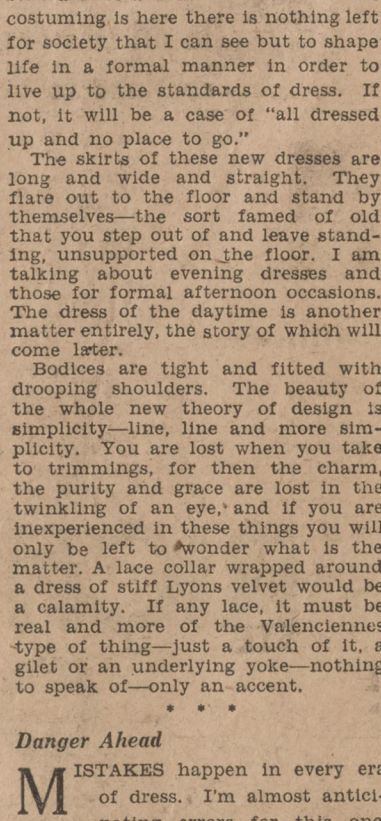 costuming is here there is nothing left
for society that I can see but to shape
life in a formal manner in order to
live up to the standards of dress. If
not, it will be a case of "all dressed
up and no place to go."
The skirts of these new dresses are
long and wide and straight. They
flare out to the floor and stand by
themselves—the sort famed of old
that you step out of and leave stand-
ing, unsupported on the floor. I am
talking about evening dresses and
those for formal afternoon occasions.
The dress of the daytime is another
matter entirely, the story of which will
come later.
Bodices are tight and fitted with
drooping shoulders. The beauty of
the whole new theory of design is
simplicity—line, line and more sim-
plicity. You are lost when you take
to trimmings, for then the charm,
the purity and grace are lost in the
twinkling of an eye, and if you are
inexperienced in these things you will
only be left to wonder what is the
matter. A lace collar wrapped around
a dress of stiff Lyons velvet would be
a calamity. If any lace, it must be
real and more of the Valenciennes
type of thing—just a touch of it, a
gilet or an underlying yoke—nothing
to speak of—only an accent.
* * *
Danger Ahead
MISTAKES happen in every era
of dress. I'm almost antici-
pating errors for this one